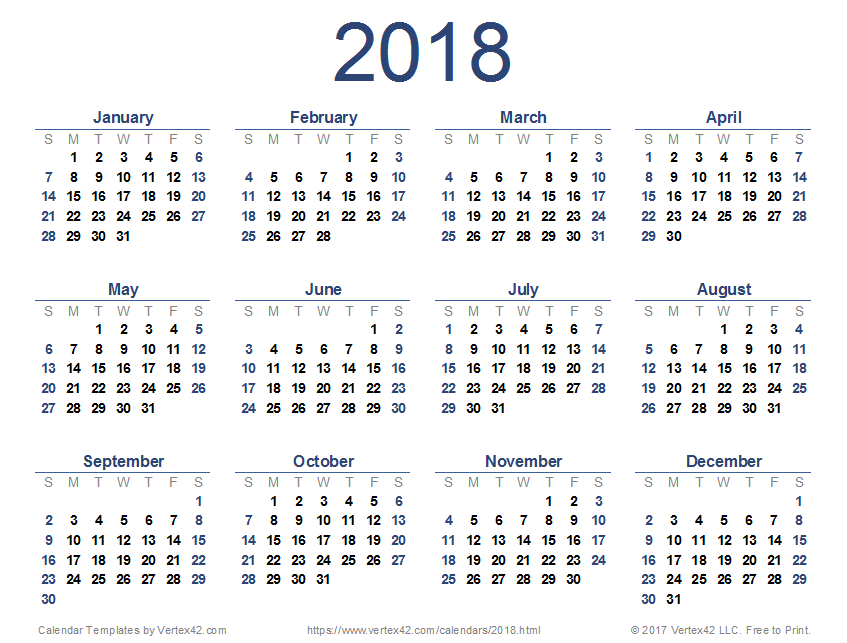 2018
January February March April
S M T W T F S S M T W T F S S M T W T F S S M T W T F S
1 2 3 4 5 6 1 2 3 1 2 3 1 2 3 4 5 6 7
7 8 9 10 11 12 13 4 5 6 7 8 9 10 4 5 6 7 8 9 10 8 9 10 11 12 13 14
14 15 16 17 18 19 20 11 12 13 14 15 16 17 11 12 13 14 15 16 17 15 16 17 18 19 20 21
21 22 23 24 25 26 27 18 19 20 21 22 23 24 18 19 20 21 22 23 24 22 23 24 25 26 27 28
28 29 30 31 25 26 27 28 25 26 27 28 29 30 31 29 30
May June July August
S M T W T F S S M T W T F S S M T W T F S S M T W T F S
1 2 3 4 5 1 2 1 2 3 4 5 6 7 1 2 3 4
6 7 8 9 10 11 12 3 4 5 6 7 8 9 8 9 10 11 12 13 14 5 6 7 8 9 10 11
13 14 15 16 17 18 19 10 11 12 13 14 15 16 15 16 17 18 19 20 21 12 13 14 15 16 17 18
20 21 22 23 24 25 26 17 18 19 20 21 22 23 22 23 24 25 26 27 28 19 20 21 22 23 24 25
27 28 29 30 31 24 25 26 27 28 29 30 29 30 31 26 27 28 29 30 31
September October November December
S M T W T F S S M T W T F S S M T W T F S S M T W T F S
1 1 2 3 4 5 6 1 2 3 1
2 3 4 5 6 7 8 7 8 9 10 11 12 13 4 5 6 7 8 9 10 2 3 4 5 6 7 8
9 10 11 12 13 14 15 14 15 16 17 18 19 20 11 12 13 14 15 16 17 9 10 11 12 13 14 15
16 17 18 19 20 21 22 21 22 23 24 25 26 27 18 19 20 21 22 23 24 16 17 18 19 20 21 22
23 24 25 26 27 28 29 28 29 30 31 25 26 27 28 29 30 23 24 25 26 27 28 29
30 30 31
Calendar Templates by Vertex42.com https://www.vertex42.com/calendars/2018.html © 2017 Vertex42 LLC. Free to Print.